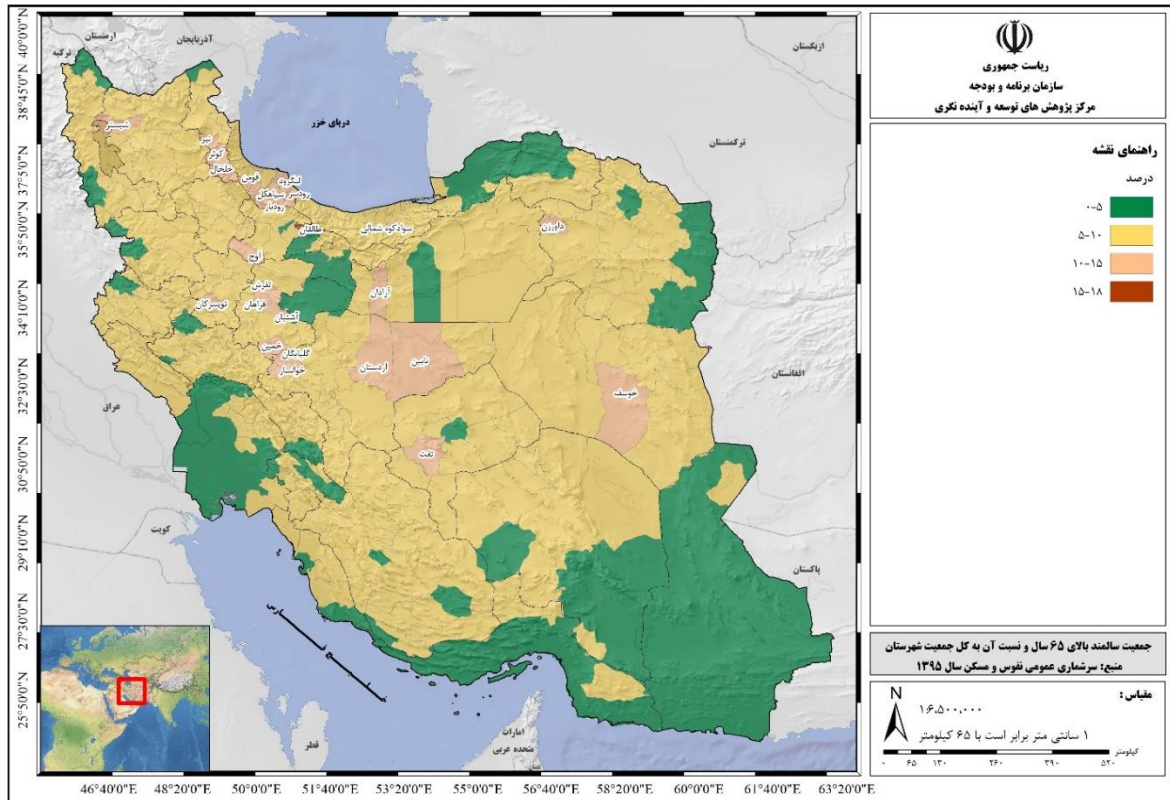 ریاست جمهوری
سازمان برنامه و بودجه
مرکز پژوهش های توسعه و آینده نگری
راهنمای نقشه
درصد
۰-۵
۵-۱۰
۱۰-۱۵
۱۵-۱۸
جمعیت سالمند بالای ۶۵ سال و نسبت آن به کل جمعیت شهرستان
منبع: سرشماری عمومی نفوس و مسکن سال ۱۳۹۵
مقیاس :
N
۱:۶،۵۰۰،۰۰۰
۱ سانتی متر برابر است با ۶۵ کیلومتر
کیلومتر
۰ ۶۵ ۱۳۰ ۲۶۰ ۳۹۰ ۵۲۰
ارمنستان
ترکیه
آذربایجان
ازبکستان
ترکمنستان
دریای خزر
افغانستان
پاکستان
عراق
کویت
قطر
امارات
متحده عربی
عمان
خلیج فارس
شبستر
نیر
کوثر
خلخال
فومن
لنگرود
رودسر
سیاهکل
رودبار
طالقان
سوادکوه شمالی
داورزن
آوج
تفرش
فراهان
آشتیان
تویسرکان
آرادان
خمین
گلپایگان
خوانسار
اردستان
نایین
خوسف
تفت
40°0'0"N
38°45'0"N
37°5'0"N
35°50'0"N
34°10'0"N
32°30'0"N
30°50'0"N
29°10'0"N
27°30'0"N
25°50'0"N
46°40'0"E
48°20'0"E
50°0'0"E
51°40'0"E
53°20'0"E
55°0'0"E
56°40'0"E
58°20'0"E
60°0'0"E
61°40'0"E
63°20'0"E